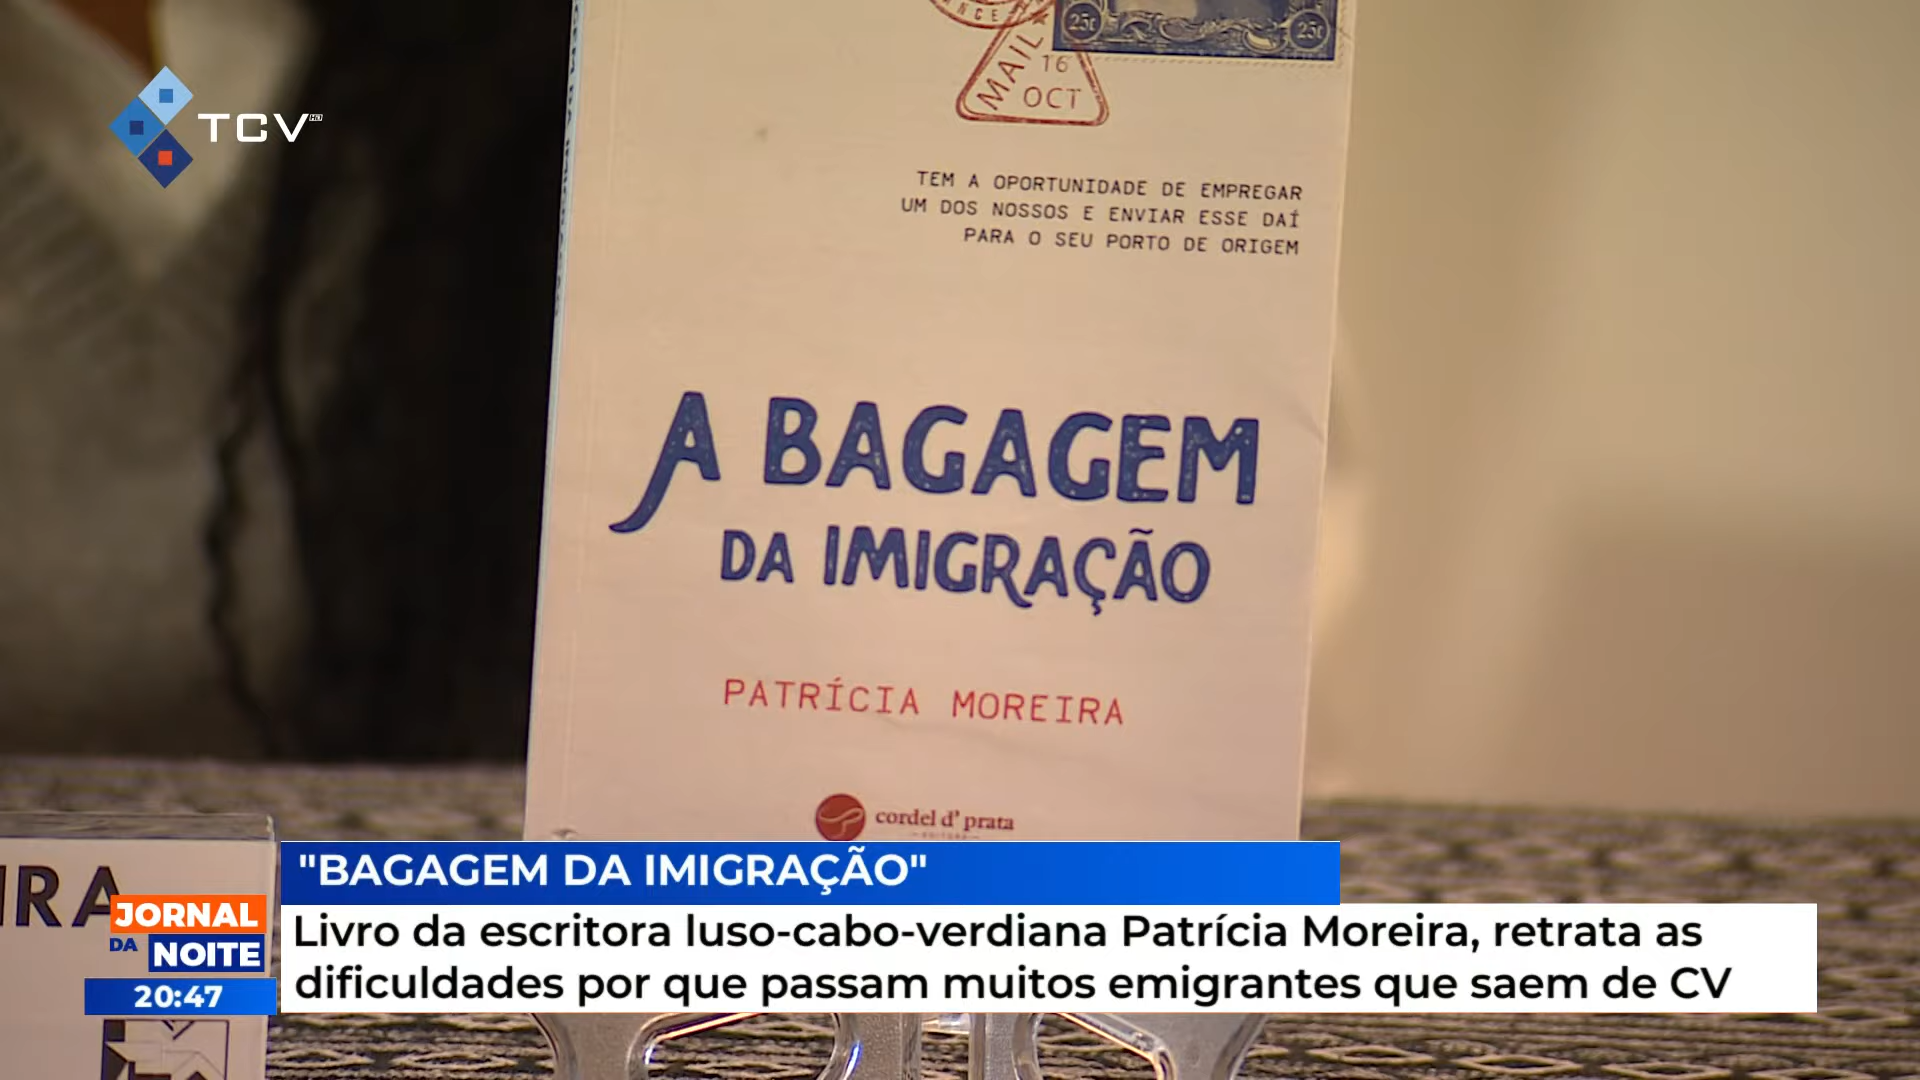 ANCE
25c 25c
MAIL
16
OCT
TCV HD
TEM A OPORTUNIDADE DE EMPREGAR
UM DOS NOSSOS E ENVIAR ESSE DAÍ
PARA O SEU PORTO DE ORIGEM
A BAGAGEM
DA IMIGRAÇÃO
PATRÍCIA MOREIRA
cordel d' prata
EDITORA
IRA
"BAGAGEM DA IMIGRAÇÃO"
JORNAL
DA NOITE
20:47
Livro da escritora luso-cabo-verdiana Patrícia Moreira, retrata as
dificuldades por que passam muitos emigrantes que saem de CV